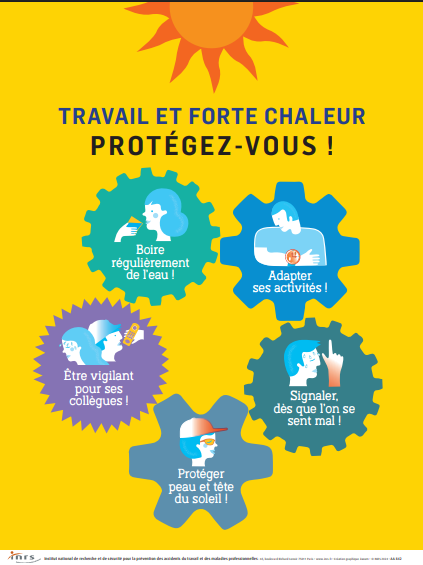 TRAVAIL ET FORTE CHALEUR
PROTÉGEZ-VOUS !
Boire
régulièrement
de l'eau !
Adapter
ses activités !
Être vigilant
pour ses
collègues !
Signaler,
dès que l'on se
sent mal !
Protéger
peau et tête
du soleil !
inrs Institut national de recherche et de sécurité pour la prévention des accidents du travail et des maladies professionnelles